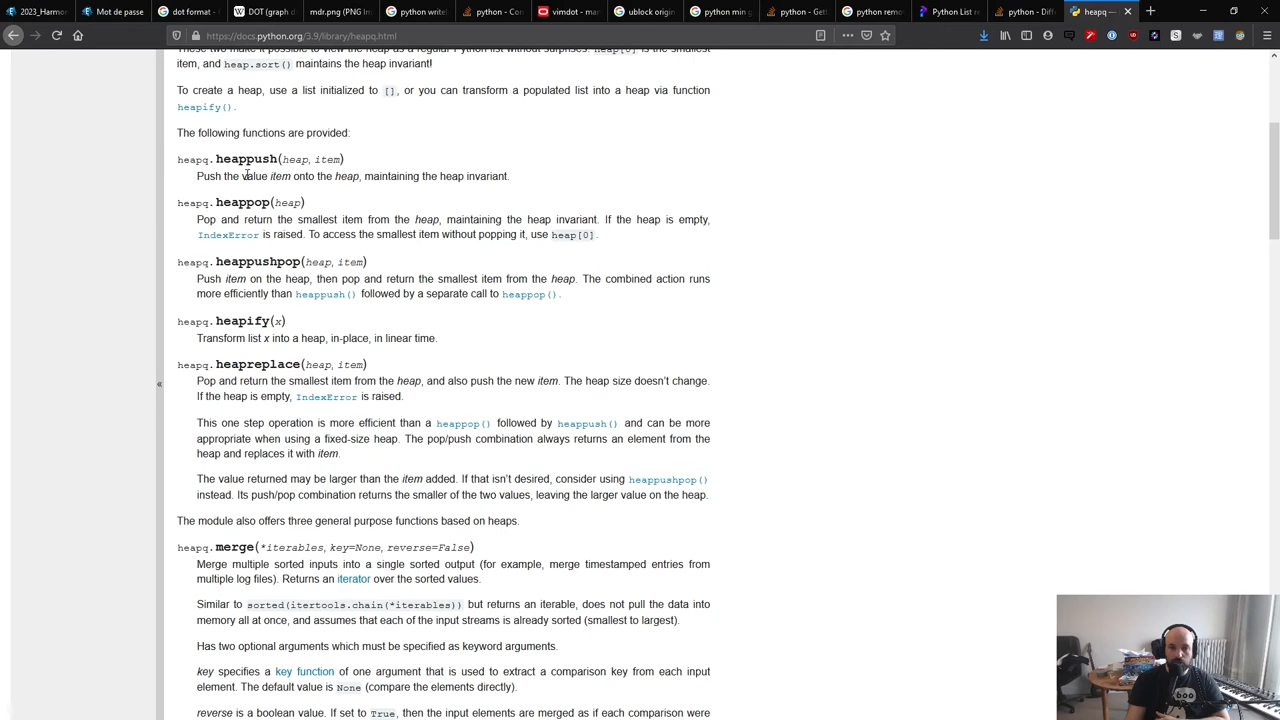 2023_Harmon
Mot de passe
dot format -
DOT (graph d
mdr.png (PNG Im
python writel
python - Con
vimdot - man
ublock origin
python min g
python - Gett
python remov
Python List re
python - Diff
heapq —
https://docs.python.org/3.9/library/heapq.html
These two make it possible to view the heap as a regular Python list without surprises: heap[0] is the smallest
item, and heap.sort() maintains the heap invariant!
To create a heap, use a list initialized to [], or you can transform a populated list into a heap via function
heapify().
The following functions are provided:
heapq.heappush(heap, item)
Push the value item onto the heap, maintaining the heap invariant.
heapq.heappop(heap)
Pop and return the smallest item from the heap, maintaining the heap invariant. If the heap is empty,
IndexError is raised. To access the smallest item without popping it, use heap[0].
heapq.heappushpop(heap, item)
Push item on the heap, then pop and return the smallest item from the heap. The combined action runs
more efficiently than heappush() followed by a separate call to heappop().
heapq.heapify(x)
Transform list x into a heap, in-place, in linear time.
heapq.heapreplace(heap, item)
Pop and return the smallest item from the heap, and also push the new item. The heap size doesn't change.
If the heap is empty, IndexError is raised.
This one step operation is more efficient than a heappop() followed by heappush() and can be more
appropriate when using a fixed-size heap. The pop/push combination always returns an element from the
heap and replaces it with item.
The value returned may be larger than the item added. If that isn't desired, consider using heappushpop()
instead. Its push/pop combination returns the smaller of the two values, leaving the larger value on the heap.
The module also offers three general purpose functions based on heaps.
heapq.merge(*iterables, key=None, reverse=False)
Merge multiple sorted inputs into a single sorted output (for example, merge timestamped entries from
multiple log files). Returns an iterator over the sorted values.
Similar to sorted(itertools.chain(*iterables)) but returns an iterable, does not pull the data into
memory all at once, and assumes that each of the input streams is already sorted (smallest to largest).
Has two optional arguments which must be specified as keyword arguments.
key specifies a key function of one argument that is used to extract a comparison key from each input
element. The default value is None (compare the elements directly).
reverse is a boolean value. If set to True, then the input elements are merged as if each comparison were